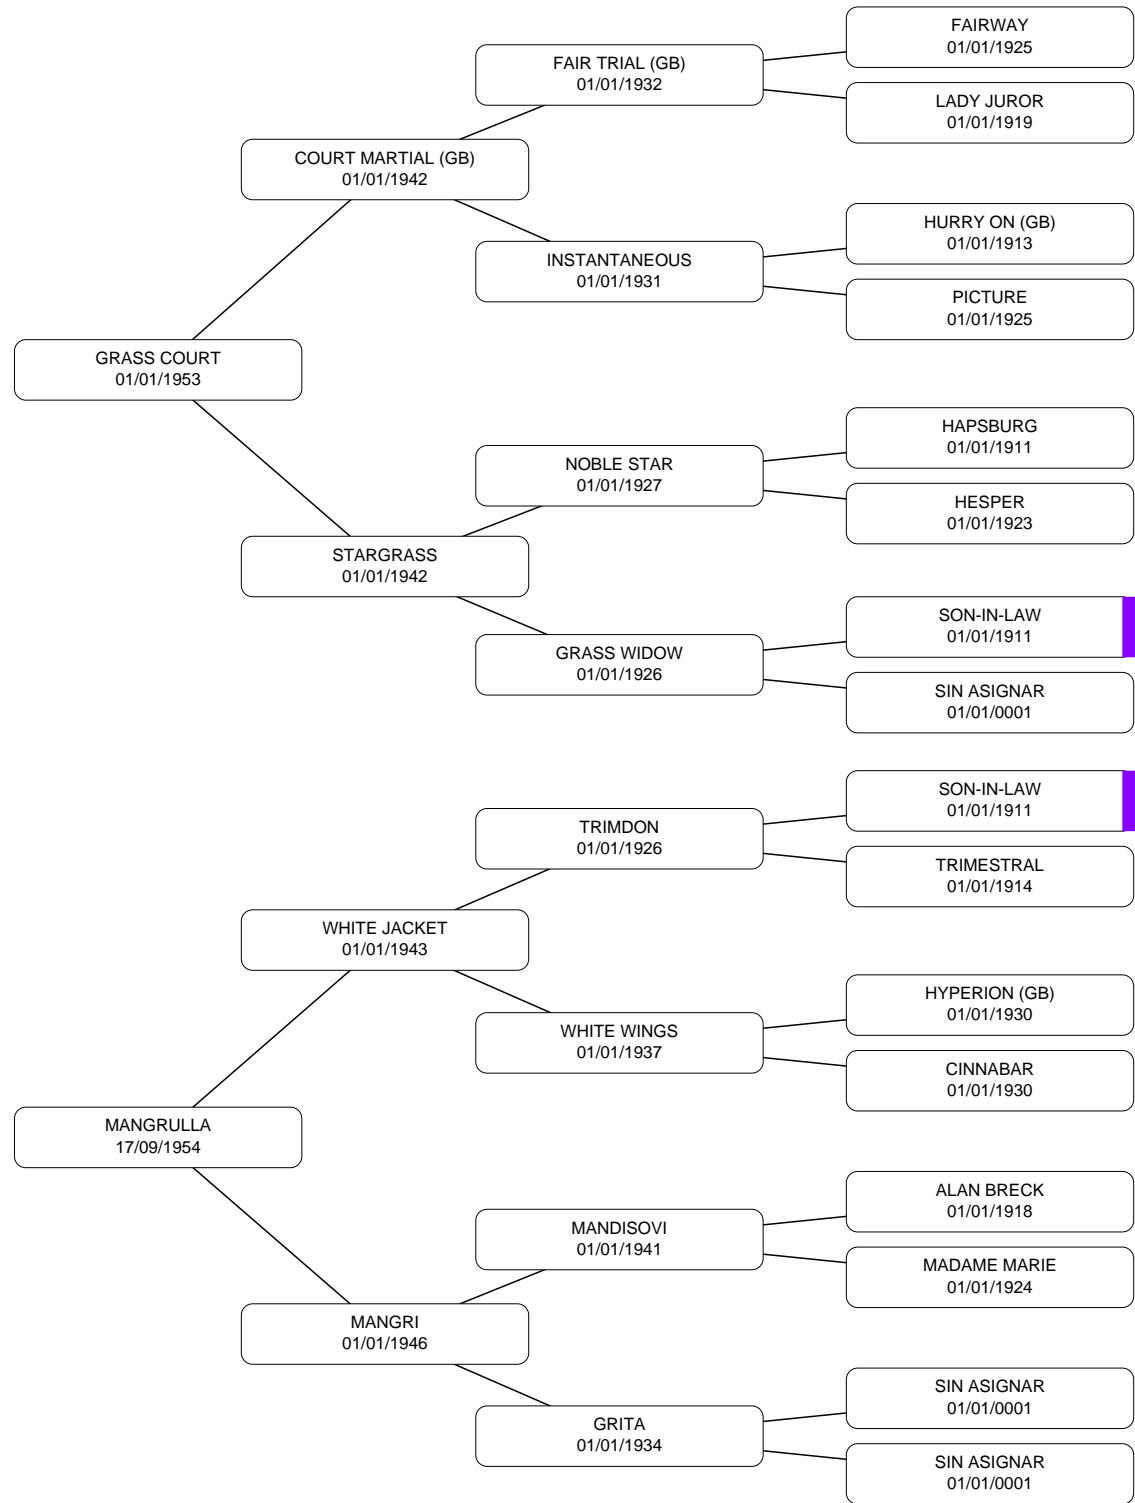 FAIRWAY
01/01/1925
FAIR TRIAL (GB)
01/01/1932
LADY JUROR
01/01/1919
COURT MARTIAL (GB)
01/01/1942
HURRY ON (GB)
01/01/1913
INSTANTANEOUS
01/01/1931
PICTURE
01/01/1925
GRASS COURT
01/01/1953
HAPSBURG
01/01/1911
NOBLE STAR
01/01/1927
HESPER
01/01/1923
STARGRASS
01/01/1942
SON-IN-LAW
01/01/1911
GRASS WIDOW
01/01/1926
SIN ASIGNAR
01/01/0001
SON-IN-LAW
01/01/1911
TRIMDON
01/01/1926
TRIMESTRAL
01/01/1914
WHITE JACKET
01/01/1943
HYPERION (GB)
01/01/1930
WHITE WINGS
01/01/1937
CINNABAR
01/01/1930
MANGRULLA
17/09/1954
ALAN BRECK
01/01/1918
MANDISOVI
01/01/1941
MADAME MARIE
01/01/1924
MANGRI
01/01/1946
SIN ASIGNAR
01/01/0001
GRITA
01/01/1934
SIN ASIGNAR
01/01/0001